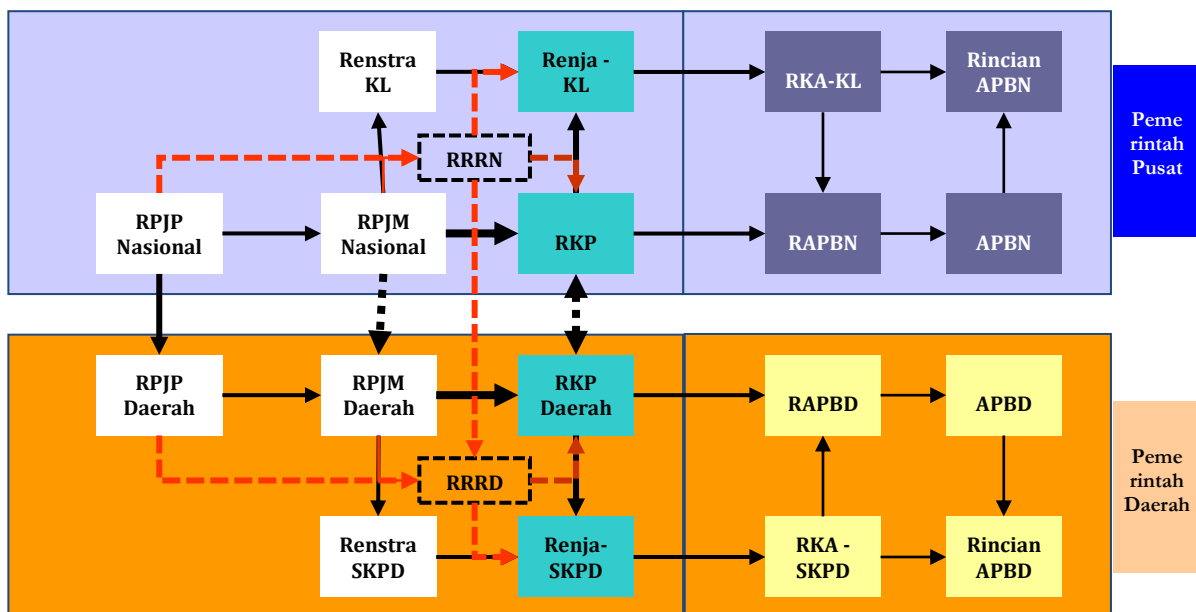 Renstra
KL
Renja -
KL
RKA-KL
Rincian
APBN
RRRN
Peme
rintah
Pusat
RPJP
Nasional
RPJM
Nasional
RKP
RAPBN
APBN
RPJP
Daerah
RPJM
Daerah
RKP
Daerah
RAPBD
APBD
RRRD
Peme
rintah
Daerah
Renstra
SKPD
Renja-
SKPD
RKA -
SKPD
Rincian
APBD